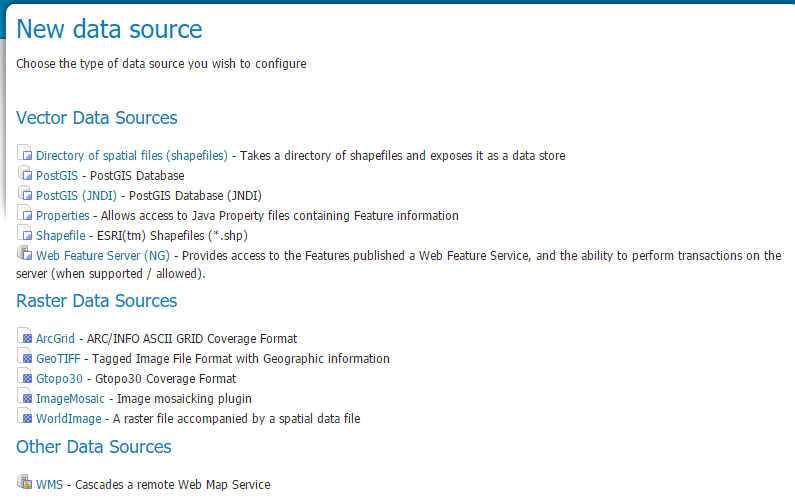 New data source
Choose the type of data source you wish to configure
Vector Data Sources
Directory of spatial files (shapefiles) - Takes a directory of shapefiles and exposes it as a data store
PostGIS - PostGIS Database
PostGIS (JNDI) - PostGIS Database (JNDI)
Properties - Allows access to Java Property files containing Feature information
Shapefile - ESRI(tm) Shapefiles (*.shp)
Web Feature Server (NG) - Provides access to the Features published a Web Feature Service, and the ability to perform transactions on the
server (when supported / allowed).
Raster Data Sources
ArcGrid - ARC/INFO ASCII GRID Coverage Format
GeoTIFF - Tagged Image File Format with Geographic information
Gtopo30 - Gtopo30 Coverage Format
ImageMosaic - Image mosaicking plugin
WorldImage - A raster file accompanied by a spatial data file
Other Data Sources
WMS - Cascades a remote Web Map Service